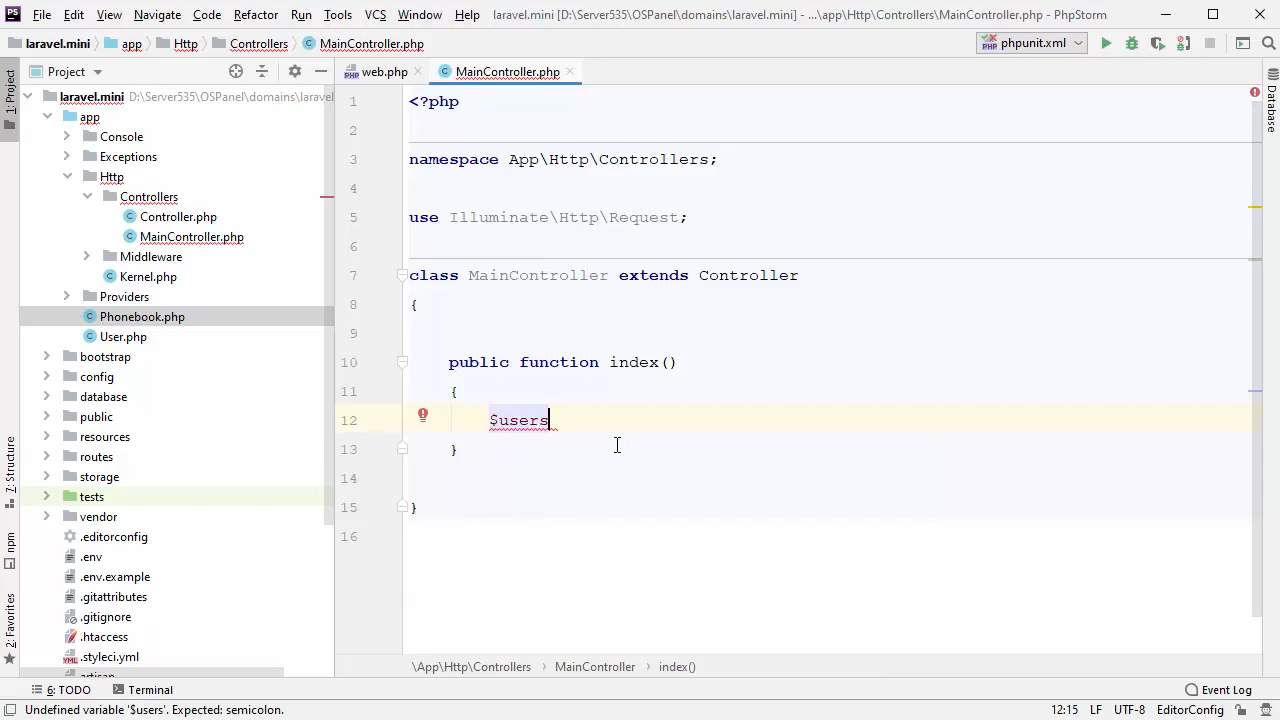 PS File Edit View Navigate Code Refactor Run Tools VCS Window Help laravel.mini [D:\Server535\OSPanel\domains\laravel.mini] - ...\app\Http\Controllers\MainController.php - PhpStorm
laravel.mini app Http Controllers MainController.php phpunit.xml
1: Project
Project
web.php MainController.php
Database
laravel.mini D:\Server535\OSPanel\domains\laravel
app
Console
Exceptions
Http
Controllers
Controller.php
MainController.php
Middleware
Kernel.php
Providers
Phonebook.php
User.php
bootstrap
config
database
public
resources
routes
storage
tests
vendor
.editorconfig
.env
.env.example
.gitattributes
.gitignore
.htaccess
.styleci.yml
artisan
7: Structure
npm
2: Favorites
1 <?php
2
3 namespace App\Http\Controllers;
4
5 use Illuminate\Http\Request;
6
7 class MainController extends Controller
8 {
9
10 public function index()
11 {
12 $users
13 }
14
15 }
16
\App\Http\Controllers MainController index()
6: TODO Terminal Event Log
Undefined variable '$users'. Expected: semicolon. 12:15 LF UTF-8 EditorConfig